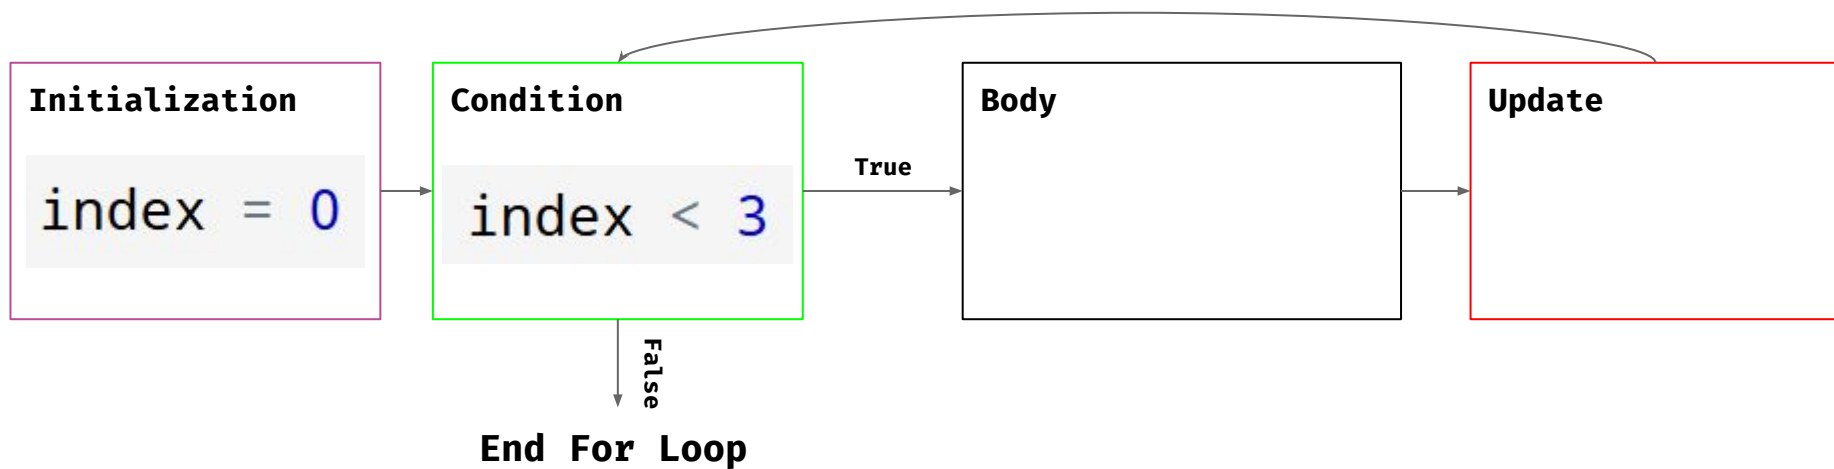 Initialization
index = 0
Condition
index < 3
True
False
End For Loop
Body
Update